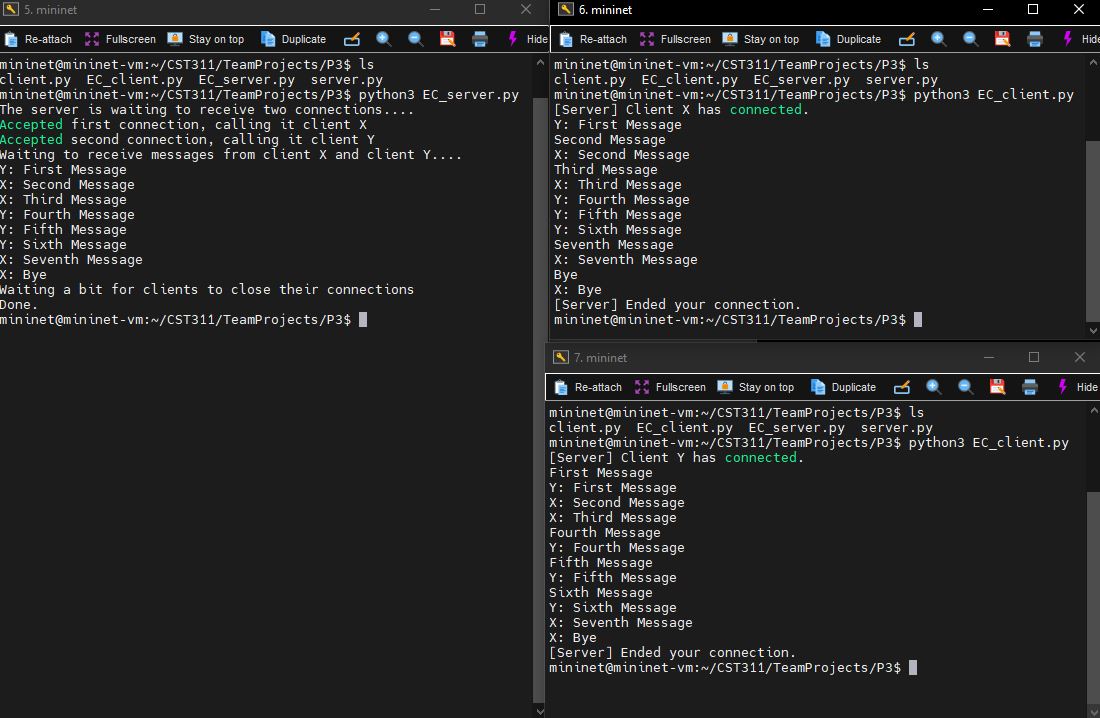 5. mininet
Re-attach Fullscreen Stay on top Duplicate Hide
mininet@mininet-vm:~/CST311/TeamProjects/P3$ ls
client.py  EC_client.py  EC_server.py  server.py
mininet@mininet-vm:~/CST311/TeamProjects/P3$ python3 EC_server.py
The server is waiting to receive two connections....
Accepted first connection, calling it client X
Accepted second connection, calling it client Y
Waiting to receive messages from client X and client Y....
Y: First Message
X: Second Message
X: Third Message
Y: Fourth Message
Y: Fifth Message
Y: Sixth Message
X: Seventh Message
X: Bye
Waiting a bit for clients to close their connections
Done.
mininet@mininet-vm:~/CST311/TeamProjects/P3$
6. mininet
Re-attach Fullscreen Stay on top Duplicate Hide
mininet@mininet-vm:~/CST311/TeamProjects/P3$ ls
client.py  EC_client.py  EC_server.py  server.py
mininet@mininet-vm:~/CST311/TeamProjects/P3$ python3 EC_client.py
[Server] Client X has connected.
Y: First Message
Second Message
X: Second Message
Third Message
X: Third Message
Y: Fourth Message
Y: Fifth Message
Y: Sixth Message
Seventh Message
X: Seventh Message
Bye
X: Bye
[Server] Ended your connection.
mininet@mininet-vm:~/CST311/TeamProjects/P3$
7. mininet
Re-attach Fullscreen Stay on top Duplicate Hide
mininet@mininet-vm:~/CST311/TeamProjects/P3$ ls
client.py  EC_client.py  EC_server.py  server.py
mininet@mininet-vm:~/CST311/TeamProjects/P3$ python3 EC_client.py
[Server] Client Y has connected.
First Message
Y: First Message
X: Second Message
X: Third Message
Fourth Message
Y: Fourth Message
Fifth Message
Y: Fifth Message
Sixth Message
Y: Sixth Message
X: Seventh Message
X: Bye
[Server] Ended your connection.
mininet@mininet-vm:~/CST311/TeamProjects/P3$